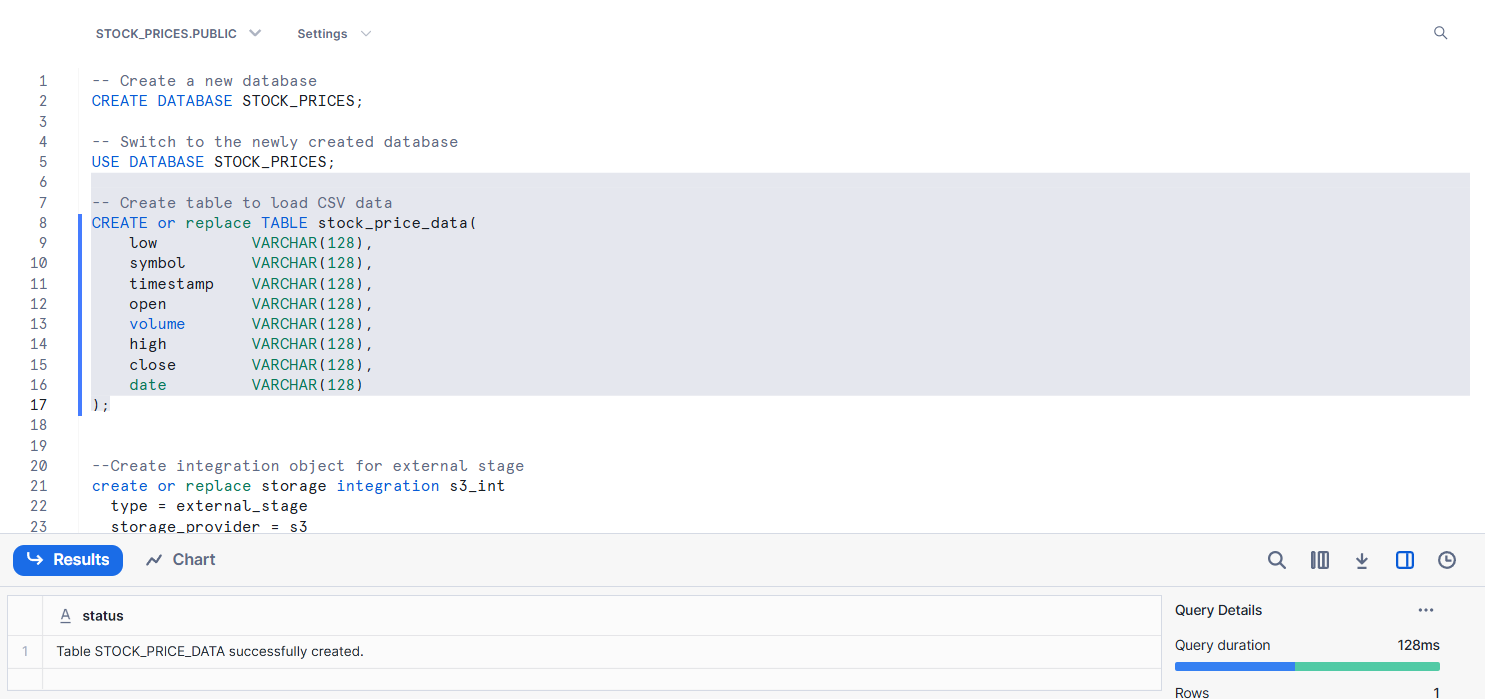 STOCK_PRICES.PUBLIC Settings
1 -- Create a new database
2 CREATE DATABASE STOCK_PRICES;
3
4 -- Switch to the newly created database
5 USE DATABASE STOCK_PRICES;
6
7 -- Create table to load CSV data
8 CREATE or replace TABLE stock_price_data(
9 low VARCHAR(128),
10 symbol VARCHAR(128),
11 timestamp VARCHAR(128),
12 open VARCHAR(128),
13 volume VARCHAR(128),
14 high VARCHAR(128),
15 close VARCHAR(128),
16 date VARCHAR(128)
17 );
18
19
20 --Create integration object for external stage
21 create or replace storage integration s3_int
22 type = external_stage
23 storage_provider = s3
Results Chart
A status
1 Table STOCK_PRICE_DATA successfully created.
Query Details ...
Query duration 128ms
Rows 1